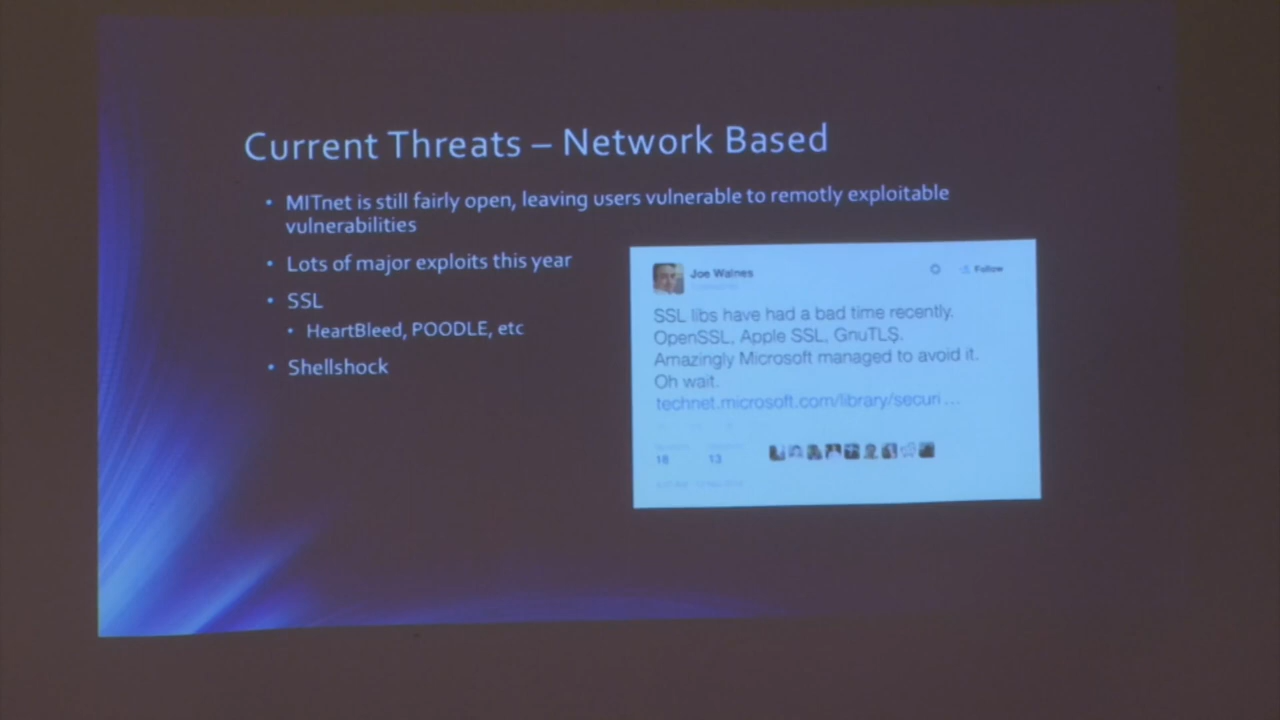 Current Threats – Network Based
• MITnet is still fairly open, leaving users vulnerable to remotly exploitable
vulnerabilities
• Lots of major exploits this year
• SSL
• HeartBleed, POODLE, etc
• Shellshock
Joe Walnes
Follow
SSL libs have had a bad time recently.
OpenSSL, Apple SSL, GnuTLS.
Amazingly Microsoft managed to avoid it.
Oh wait.
technet.microsoft.com/library/securi ...
18 13